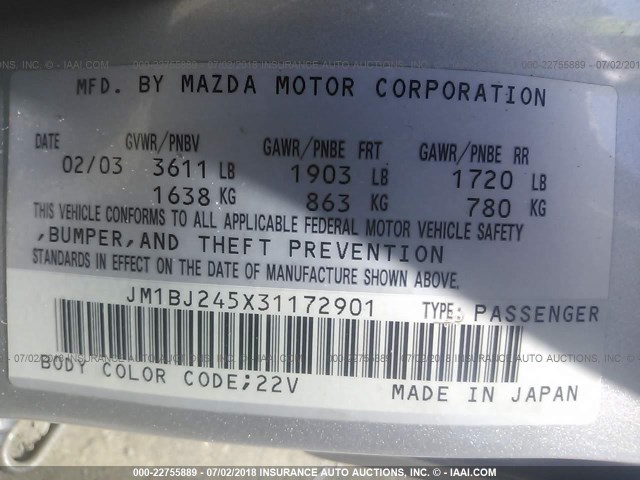 MFD. BY MAZDA MOTOR CORPORATION
DATE GVWR/PNBV GAWR/PNBE FRT GAWR/PNBE RR
02/03 3611 LB 1903 LB 1720 LB
1638 KG 863 KG 780 KG
THIS VEHICLE CONFORMS TO ALL APPLICABLE FEDERAL MOTOR VEHICLE SAFETY
,BUMPER,AND THEFT PREVENTION
STANDARDS IN EFFECT ON THE DATE OF MANUFACTURE SHOWN ABOVE.
JM1BJ245X31172901 TYPE: PASSENGER
BODY COLOR CODE;22V MADE IN JAPAN
000-22755889 - 07/02/2018 INSURANCE AUTO AUCTIONS, INC. - © - IAAI.COM